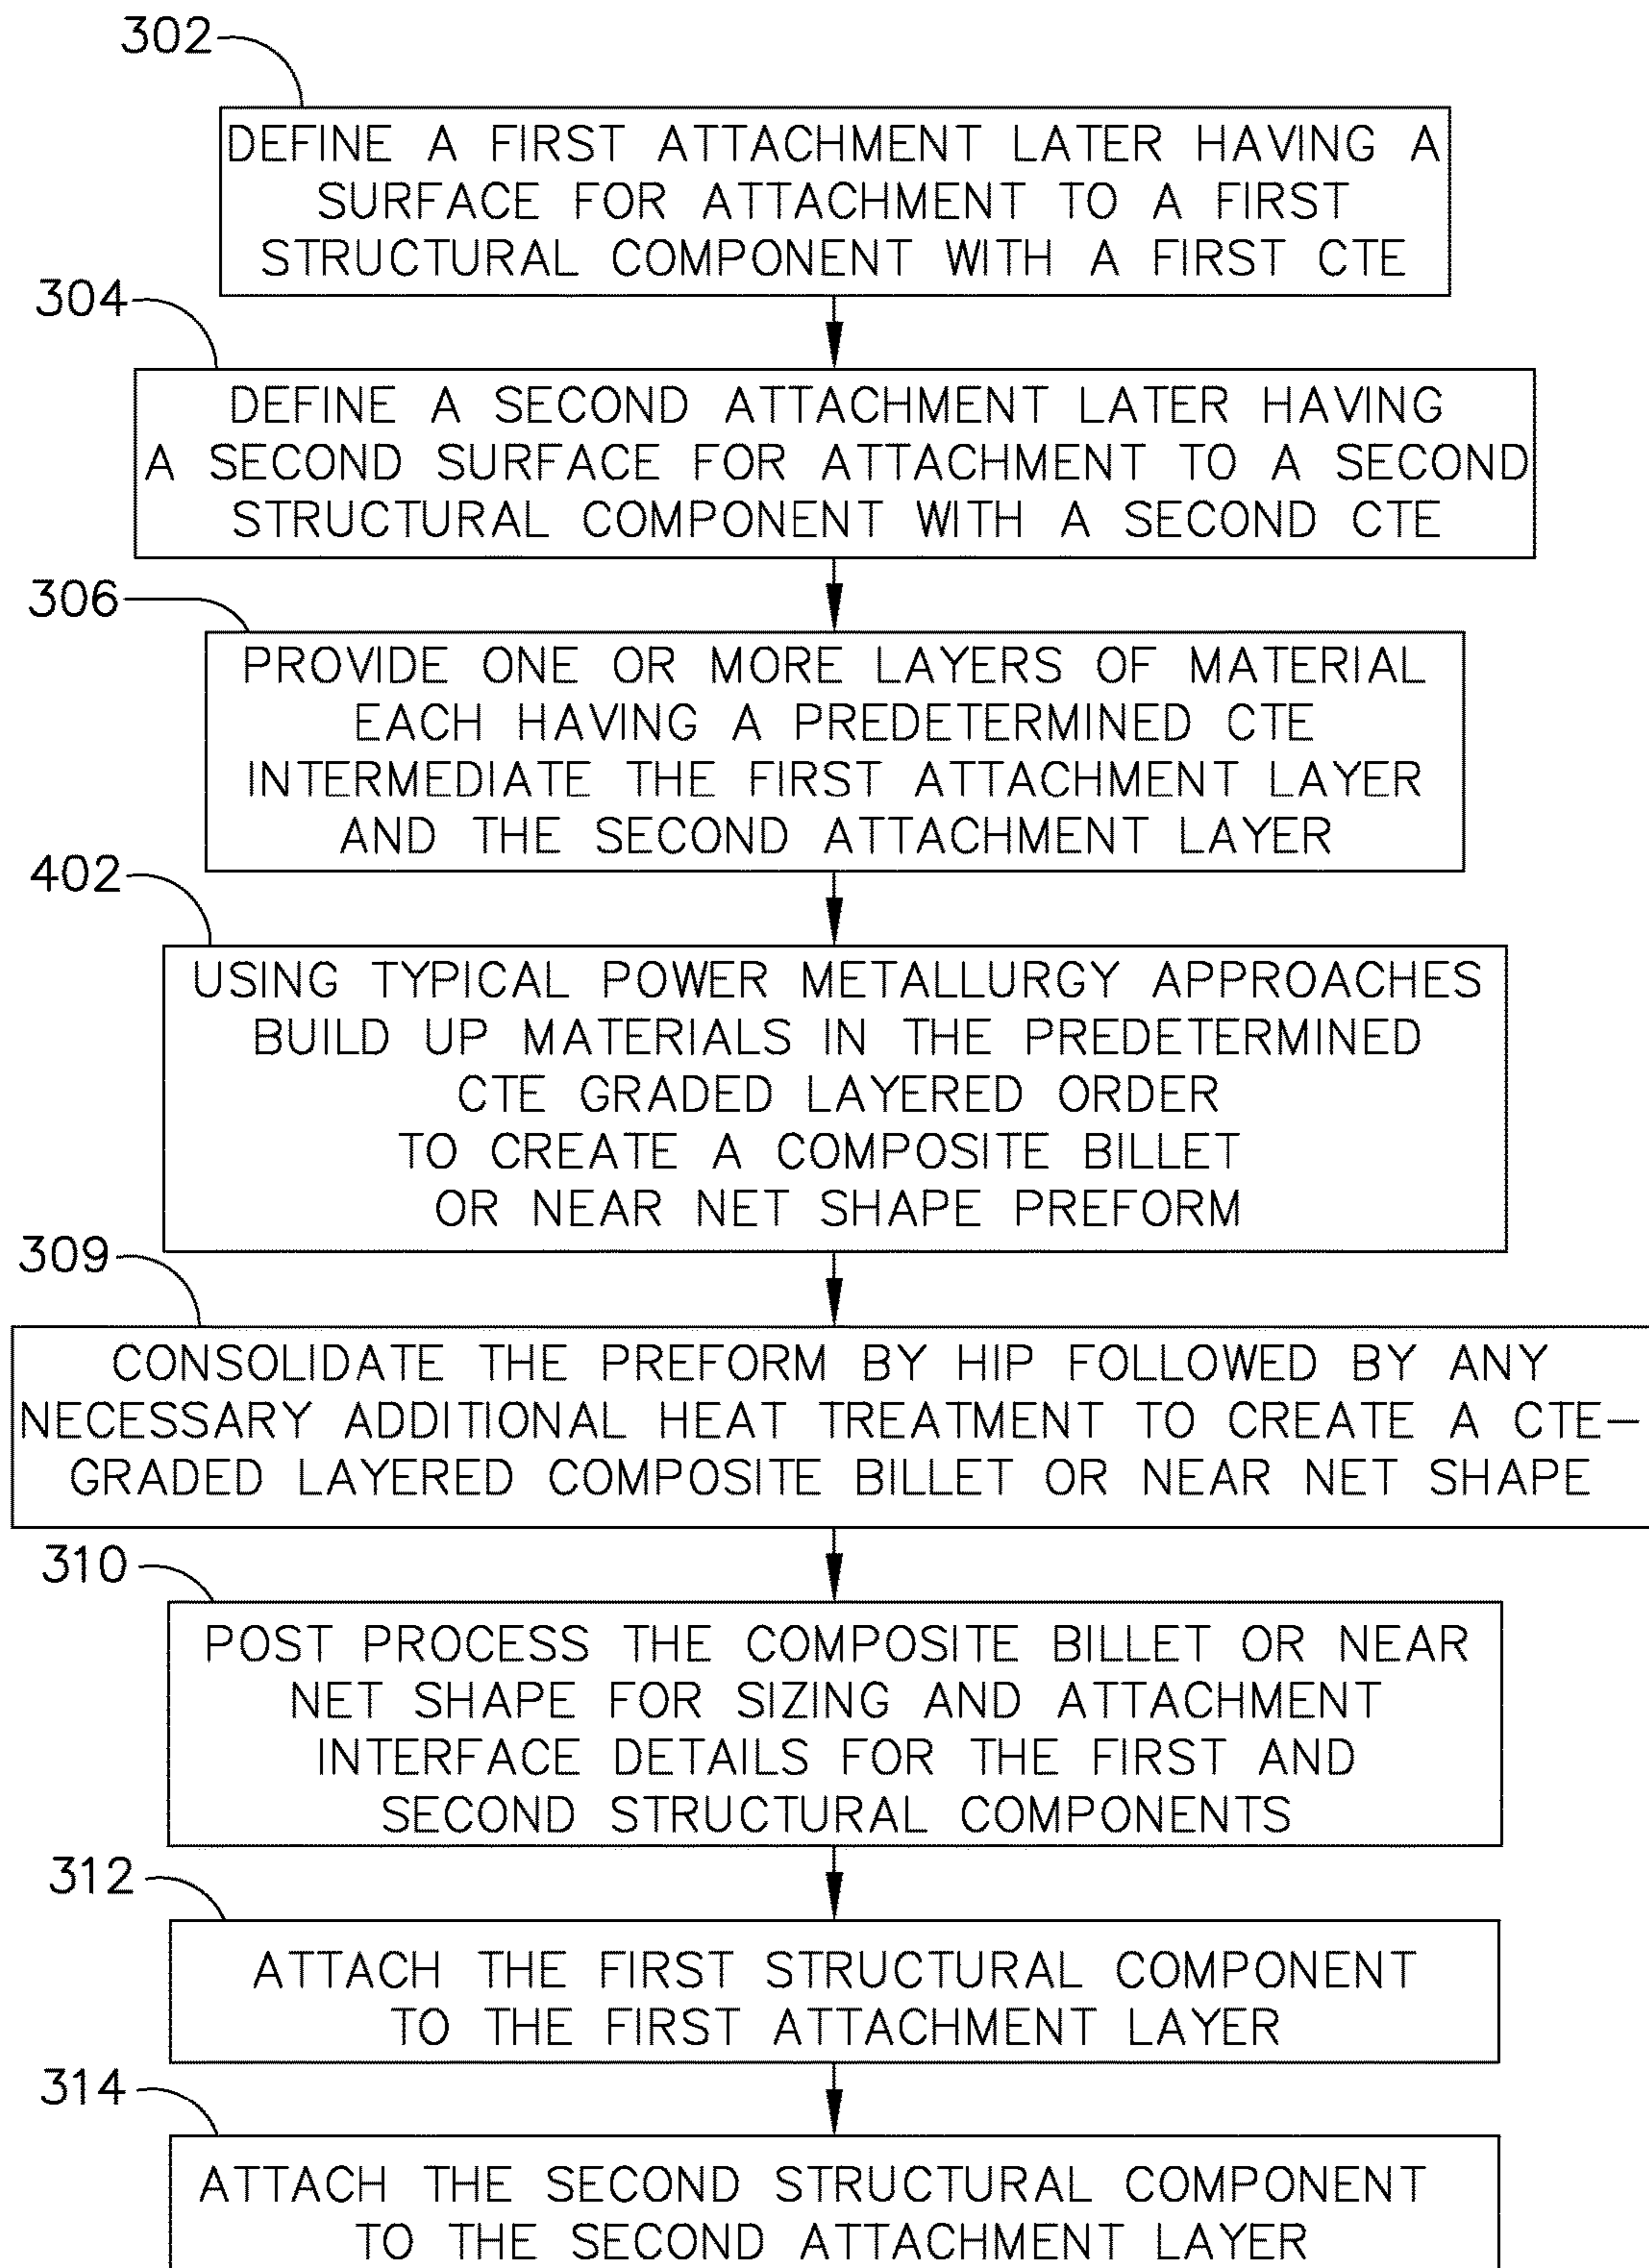 302
DEFINE A FIRST ATTACHMENT LATER HAVING A
SURFACE FOR ATTACHMENT TO A FIRST
STRUCTURAL COMPONENT WITH A FIRST CTE
304
DEFINE A SECOND ATTACHMENT LATER HAVING
A SECOND SURFACE FOR ATTACHMENT TO A SECOND
STRUCTURAL COMPONENT WITH A SECOND CTE
306
PROVIDE ONE OR MORE LAYERS OF MATERIAL
EACH HAVING A PREDETERMINED CTE
INTERMEDIATE THE FIRST ATTACHMENT LAYER
AND THE SECOND ATTACHMENT LAYER
402
USING TYPICAL POWER METALLURGY APPROACHES
BUILD UP MATERIALS IN THE PREDETERMINED
CTE GRADED LAYERED ORDER
TO CREATE A COMPOSITE BILLET
OR NEAR NET SHAPE PREFORM
309
CONSOLIDATE THE PREFORM BY HIP FOLLOWED BY ANY
NECESSARY ADDITIONAL HEAT TREATMENT TO CREATE A CTE-
GRADED LAYERED COMPOSITE BILLET OR NEAR NET SHAPE
310
POST PROCESS THE COMPOSITE BILLET OR NEAR
NET SHAPE FOR SIZING AND ATTACHMENT
INTERFACE DETAILS FOR THE FIRST AND
SECOND STRUCTURAL COMPONENTS
312
ATTACH THE FIRST STRUCTURAL COMPONENT
TO THE FIRST ATTACHMENT LAYER
314
ATTACH THE SECOND STRUCTURAL COMPONENT
TO THE SECOND ATTACHMENT LAYER